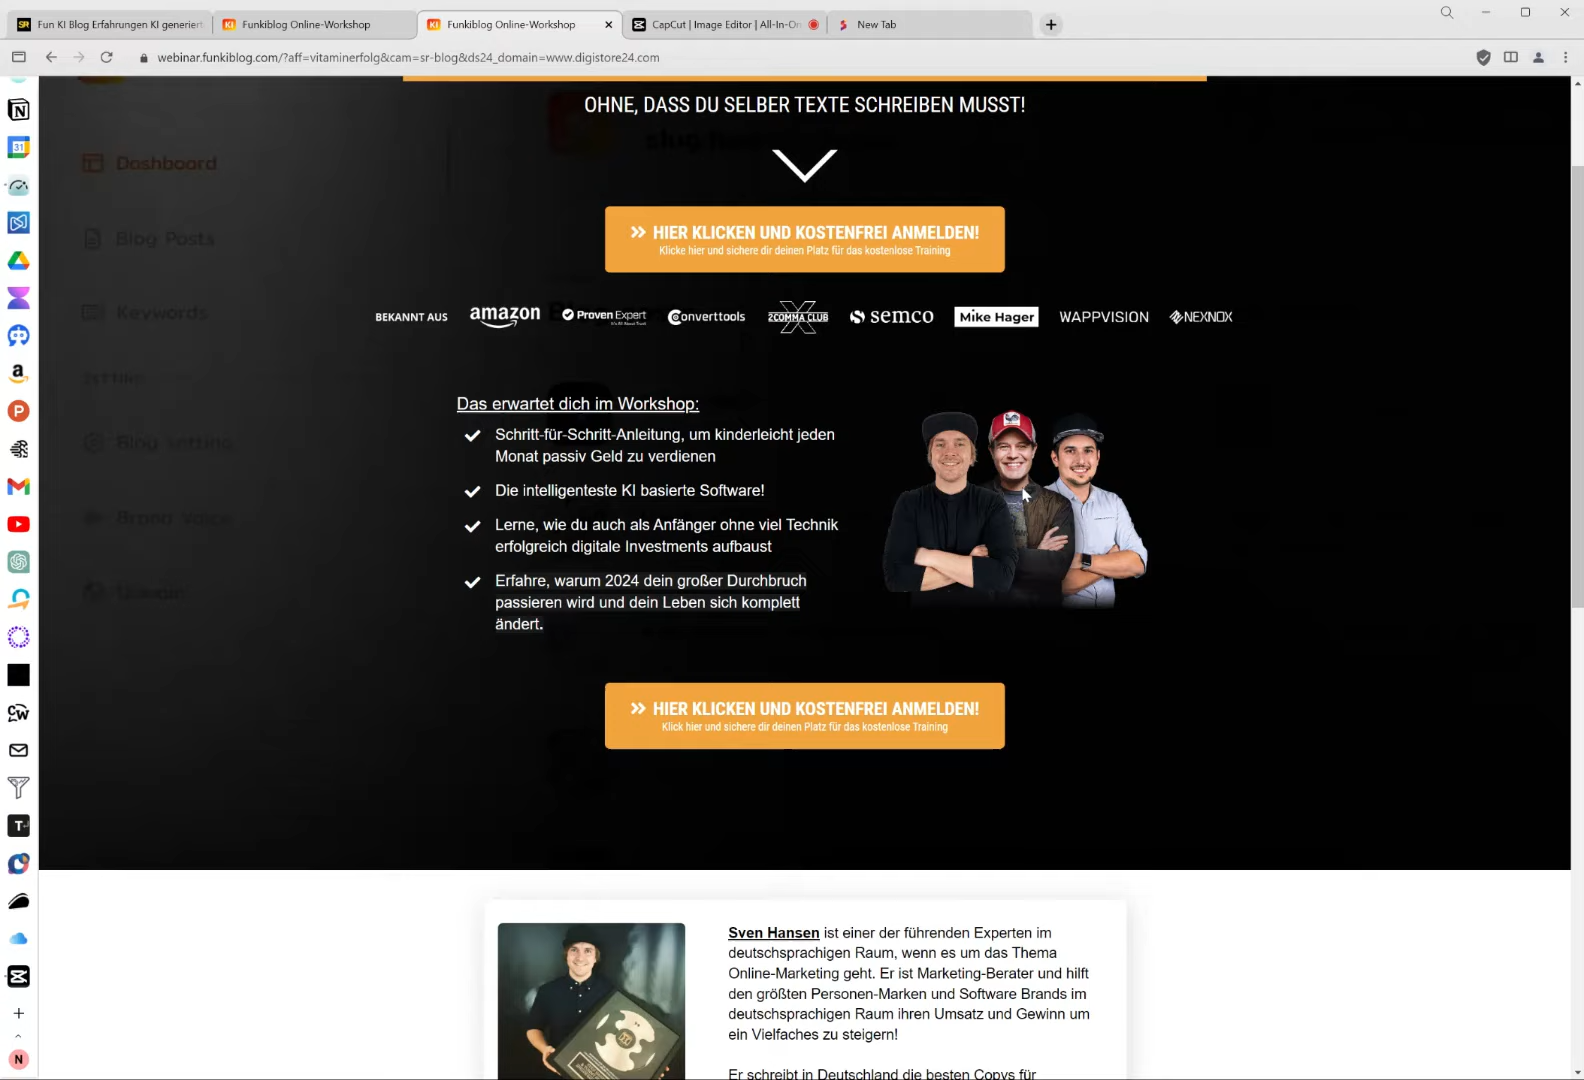 Fun KI Blog Erfahrungen KI generiert
Funkiblog Online-Workshop
Funkiblog Online-Workshop
CapCut | Image Editor | All-In-On
New Tab
webinar.funkiblog.com/?aff=vitaminerfolg&cam=sr-blog&ds24_domain=www.digistore24.com
OHNE, DASS DU SELBER TEXTE SCHREIBEN MUSST!
Dashboard
Blog Posts
Keywords
HIER KLICKEN UND KOSTENFREI ANMELDEN!
Klicke hier und sichere dir deinen Platz für das kostenlose Training
BEKANNT AUS
amazon
Proven Expert
Converttools
2COMMA CLUB
semco
Mike Hager
WAPPVISION
NEXNOX
Das erwartet dich im Workshop:
Schritt-für-Schritt-Anleitung, um kinderleicht jeden
Monat passiv Geld zu verdienen
Die intelligenteste KI basierte Software!
Lerne, wie du auch als Anfänger ohne viel Technik
erfolgreich digitale Investments aufbaust
Erfahre, warum 2024 dein großer Durchbruch
passieren wird und dein Leben sich komplett
ändert.
HIER KLICKEN UND KOSTENFREI ANMELDEN!
Klick hier und sichere dir deinen Platz für das kostenlose Training
Sven Hansen ist einer der führenden Experten im
deutschsprachigen Raum, wenn es um das Thema
Online-Marketing geht. Er ist Marketing-Berater und hilft
den größten Personen-Marken und Software Brands im
deutschsprachigen Raum ihren Umsatz und Gewinn um
ein Vielfaches zu steigern!
Er schreibt in Deutschland die besten Copys für